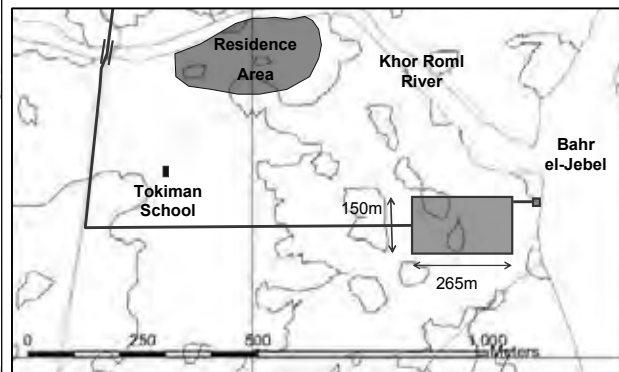 Residence
Area
Khor Roml
River
Bahr
el-Jebel
Tokiman
School
150m
265m
0 250 500 1,000
Meters